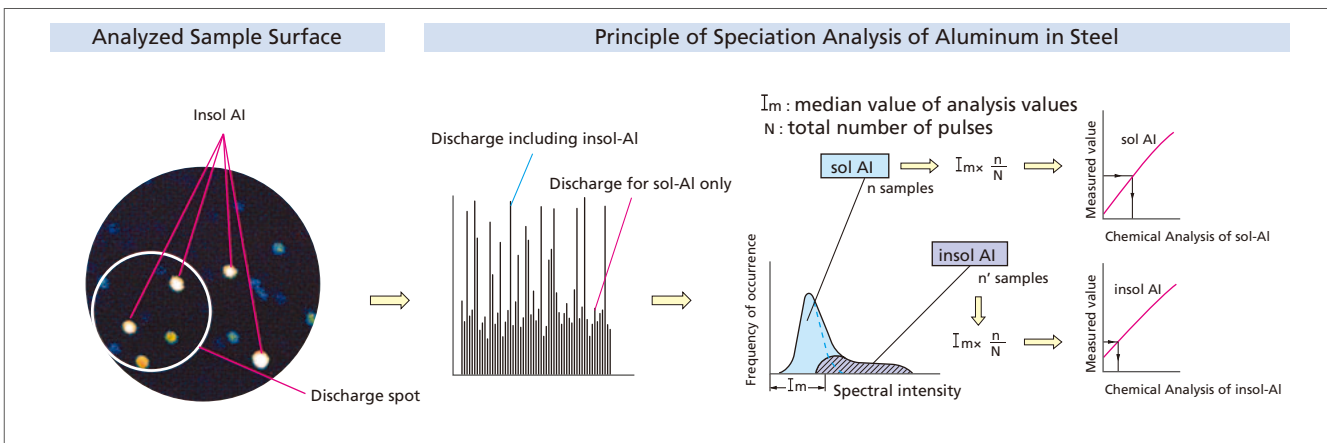 Analyzed Sample Surface
Principle of Speciation Analysis of Aluminum in Steel
Insol Al
Discharge spot
Discharge including insol-Al
Discharge for sol-Al only
Im : median value of analysis values
N : total number of pulses
sol Al
n samples
Im× n/N
insol Al
n' samples
Im× n/N
Frequency of occurrence
Im
Spectral intensity
Measured value
sol Al
Chemical Analysis of sol-Al
Measured value
insol Al
Chemical Analysis of insol-Al